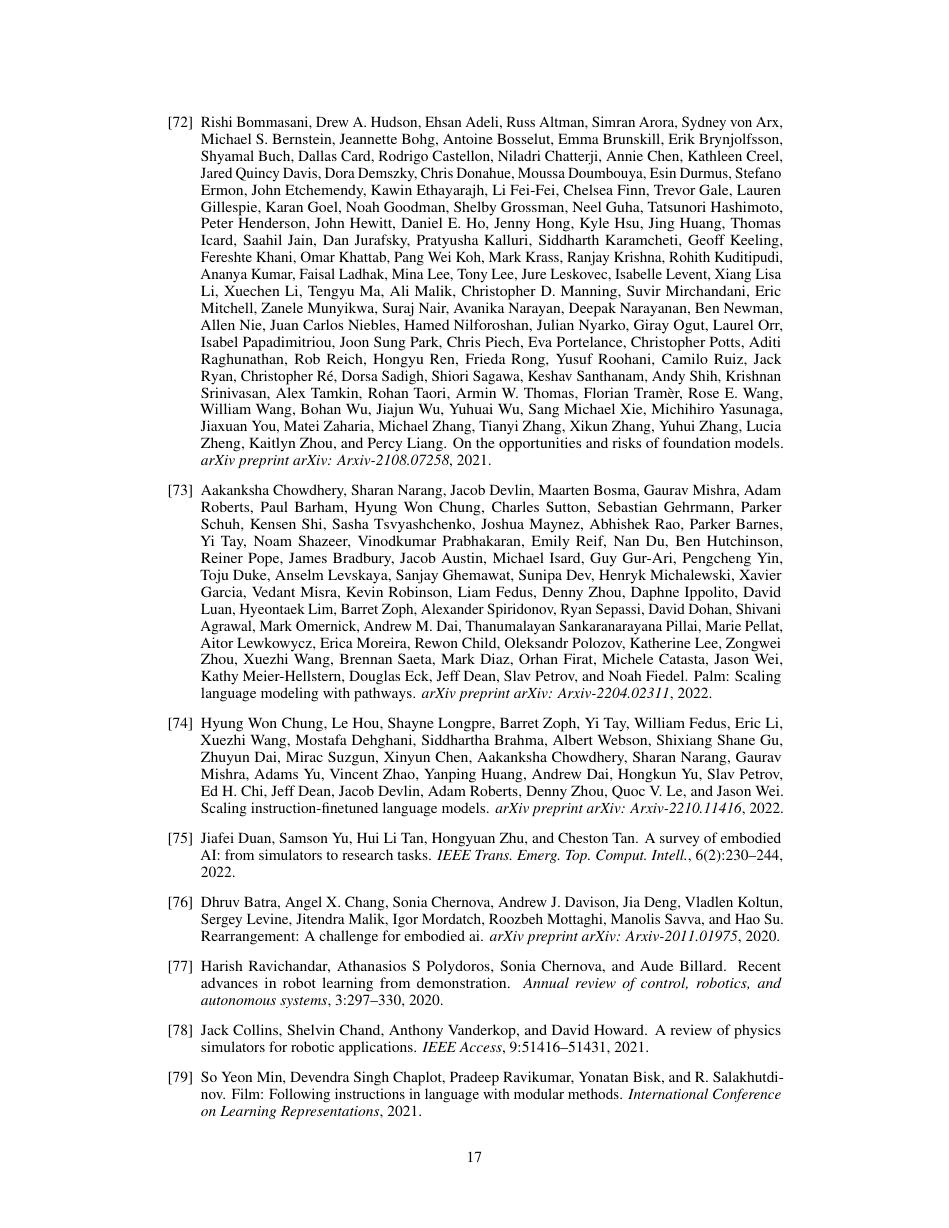 [72] Rishi Bommasani, Drew A. Hudson, Ehsan Adeli, Russ Altman, Simran Arora, Sydney von Arx,
Michael S. Bernstein, Jeannette Bohg, Antoine Bosselut, Emma Brunskill, Erik Brynjolfsson,
Shyamal Buch, Dallas Card, Rodrigo Castellon, Niladri Chatterji, Annie Chen, Kathleen Creel,
Jared Quincy Davis, Dora Demszky, Chris Donahue, Moussa Doumbouya, Esin Durmus, Stefano
Ermon, John Etchemendy, Kawin Ethayarajh, Li Fei-Fei, Chelsea Finn, Trevor Gale, Lauren
Gillespie, Karan Goel, Noah Goodman, Shelby Grossman, Neel Guha, Tatsunori Hashimoto,
Peter Henderson, John Hewitt, Daniel E. Ho, Jenny Hong, Kyle Hsu, Jing Huang, Thomas
Icard, Saahil Jain, Dan Jurafsky, Pratyusha Kalluri, Siddharth Karamcheti, Geoff Keeling,
Fereshte Khani, Omar Khattab, Pang Wei Koh, Mark Krass, Ranjay Krishna, Rohith Kuditipudi,
Ananya Kumar, Faisal Ladhak, Mina Lee, Tony Lee, Jure Leskovec, Isabelle Levent, Xiang Lisa
Li, Xuechen Li, Tengyu Ma, Ali Malik, Christopher D. Manning, Suvir Mirchandani, Eric
Mitchell, Zanele Munyikwa, Suraj Nair, Avanika Narayan, Deepak Narayanan, Ben Newman,
Allen Nie, Juan Carlos Niebles, Hamed Nilforoshan, Julian Nyarko, Giray Ogut, Laurel Orr,
Isabel Papadimitriou, Joon Sung Park, Chris Piech, Eva Portelance, Christopher Potts, Aditi
Raghunathan, Rob Reich, Hongyu Ren, Frieda Rong, Yusuf Roohani, Camilo Ruiz, Jack
Ryan, Christopher Ré, Dorsa Sadigh, Shiori Sagawa, Keshav Santhanam, Andy Shih, Krishnan
Srinivasan, Alex Tamkin, Rohan Taori, Armin W. Thomas, Florian Tramèr, Rose E. Wang,
William Wang, Bohan Wu, Jiajun Wu, Yuhuai Wu, Sang Michael Xie, Michihiro Yasunaga,
Jiaxuan You, Matei Zaharia, Michael Zhang, Tianyi Zhang, Xikun Zhang, Yuhui Zhang, Lucia
Zheng, Kaitlyn Zhou, and Percy Liang. On the opportunities and risks of foundation models.
arXiv preprint arXiv: Arxiv-2108.07258, 2021.
[73] Aakanksha Chowdhery, Sharan Narang, Jacob Devlin, Maarten Bosma, Gaurav Mishra, Adam
Roberts, Paul Barham, Hyung Won Chung, Charles Sutton, Sebastian Gehrmann, Parker
Schuh, Kensen Shi, Sasha Tsvyashchenko, Joshua Maynez, Abhishek Rao, Parker Barnes,
Yi Tay, Noam Shazeer, Vinodkumar Prabhakaran, Emily Reif, Nan Du, Ben Hutchinson,
Reiner Pope, James Bradbury, Jacob Austin, Michael Isard, Guy Gur-Ari, Pengcheng Yin,
Toju Duke, Anselm Levskaya, Sanjay Ghemawat, Sunipa Dev, Henryk Michalewski, Xavier
Garcia, Vedant Misra, Kevin Robinson, Liam Fedus, Denny Zhou, Daphne Ippolito, David
Luan, Hyeontaek Lim, Barret Zoph, Alexander Spiridonov, Ryan Sepassi, David Dohan, Shivani
Agrawal, Mark Omernick, Andrew M. Dai, Thanumalayan Sankaranarayana Pillai, Marie Pellat,
Aitor Lewkowycz, Erica Moreira, Rewon Child, Oleksandr Polozov, Katherine Lee, Zongwei
Zhou, Xuezhi Wang, Brennan Saeta, Mark Diaz, Orhan Firat, Michele Catasta, Jason Wei,
Kathy Meier-Hellstern, Douglas Eck, Jeff Dean, Slav Petrov, and Noah Fiedel. Palm: Scaling
language modeling with pathways. arXiv preprint arXiv: Arxiv-2204.02311, 2022.
[74] Hyung Won Chung, Le Hou, Shayne Longpre, Barret Zoph, Yi Tay, William Fedus, Eric Li,
Xuezhi Wang, Mostafa Dehghani, Siddhartha Brahma, Albert Webson, Shixiang Shane Gu,
Zhuyun Dai, Mirac Suzgun, Xinyun Chen, Aakanksha Chowdhery, Sharan Narang, Gaurav
Mishra, Adams Yu, Vincent Zhao, Yanping Huang, Andrew Dai, Hongkun Yu, Slav Petrov,
Ed H. Chi, Jeff Dean, Jacob Devlin, Adam Roberts, Denny Zhou, Quoc V. Le, and Jason Wei.
Scaling instruction-finetuned language models. arXiv preprint arXiv: Arxiv-2210.11416, 2022.
[75] Jiafei Duan, Samson Yu, Hui Li Tan, Hongyuan Zhu, and Cheston Tan. A survey of embodied
AI: from simulators to research tasks. IEEE Trans. Emerg. Top. Comput. Intell., 6(2):230–244,
2022.
[76] Dhruv Batra, Angel X. Chang, Sonia Chernova, Andrew J. Davison, Jia Deng, Vladlen Koltun,
Sergey Levine, Jitendra Malik, Igor Mordatch, Roozbeh Mottaghi, Manolis Savva, and Hao Su.
Rearrangement: A challenge for embodied ai. arXiv preprint arXiv: Arxiv-2011.01975, 2020.
[77] Harish Ravichandar, Athanasios S Polydoros, Sonia Chernova, and Aude Billard. Recent
advances in robot learning from demonstration. Annual review of control, robotics, and
autonomous systems, 3:297–330, 2020.
[78] Jack Collins, Shelvin Chand, Anthony Vanderkop, and David Howard. A review of physics
simulators for robotic applications. IEEE Access, 9:51416–51431, 2021.
[79] So Yeon Min, Devendra Singh Chaplot, Pradeep Ravikumar, Yonatan Bisk, and R. Salakhutdi-
nov. Film: Following instructions in language with modular methods. International Conference
on Learning Representations, 2021.
17